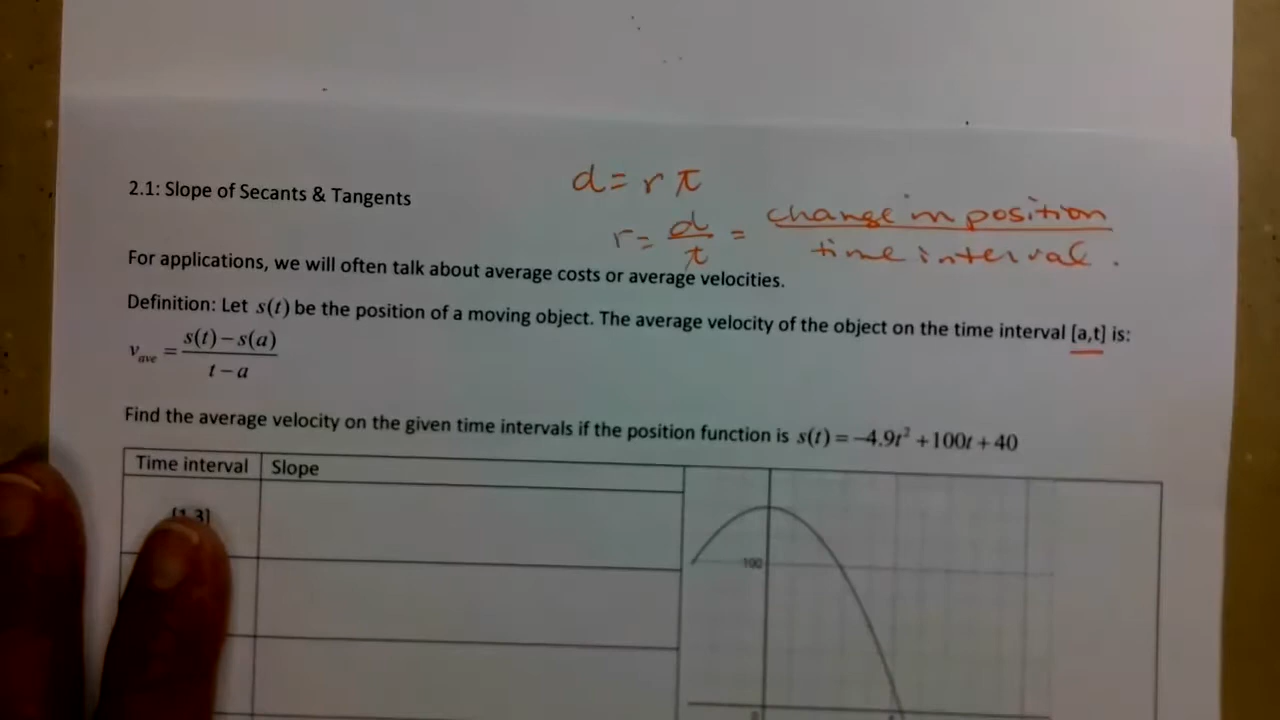 2.1: Slope of Secants & Tangents
d = r t
r = d/t = change in position / time interval.
For applications, we will often talk about average costs or average velocities.
Definition: Let s(t) be the position of a moving object. The average velocity of the object on the time interval [a,t] is:
v_ave = (s(t) − s(a)) / (t − a)
Find the average velocity on the given time intervals if the position function is s(t) = −4.9t² + 100t + 40
Time interval Slope
[1,3]
100